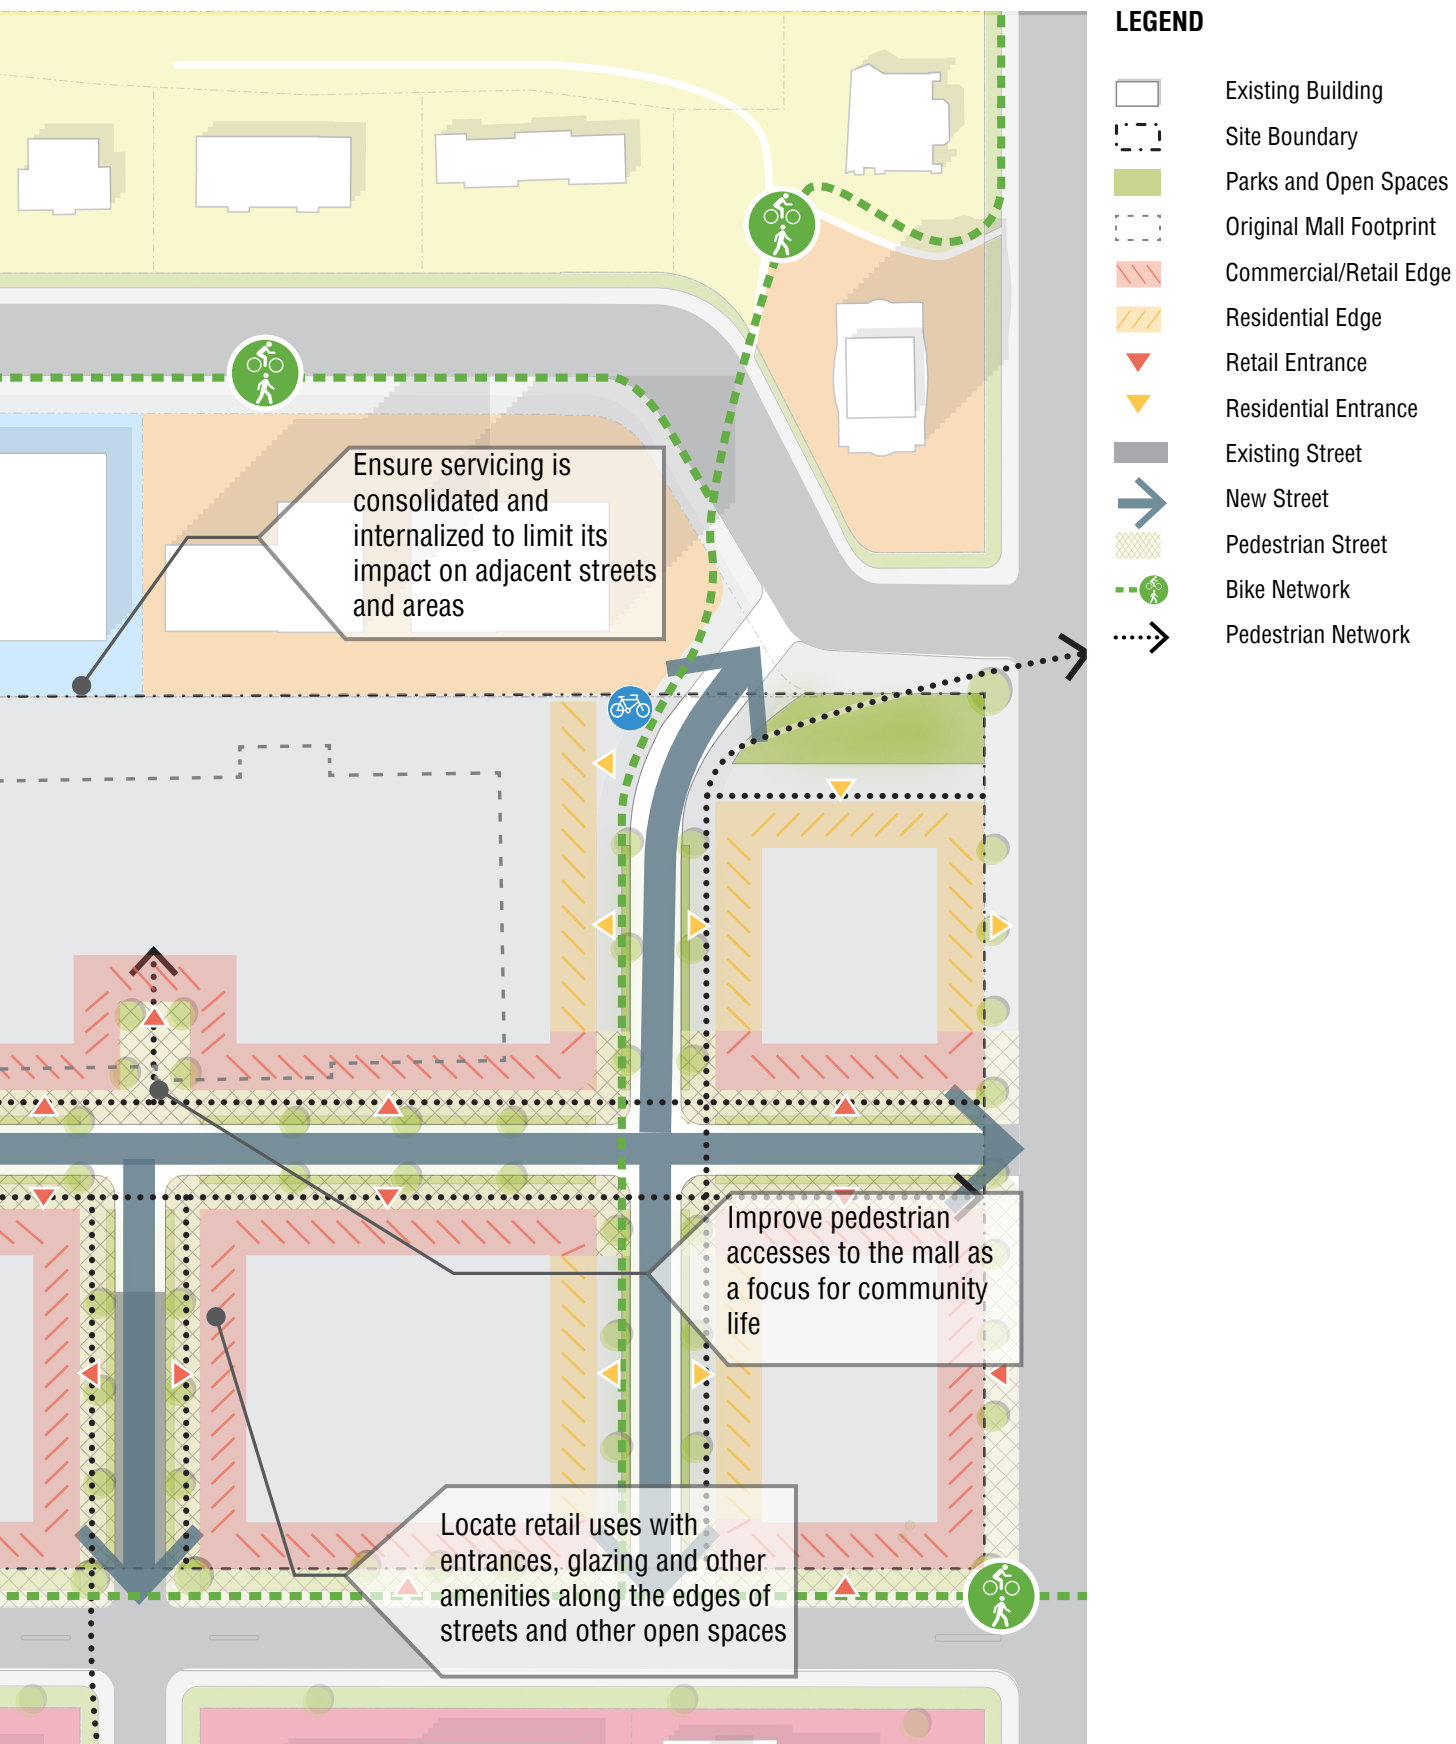 LEGEND
Existing Building
Site Boundary
Parks and Open Spaces
Original Mall Footprint
Commercial/Retail Edge
Residential Edge
Retail Entrance
Residential Entrance
Existing Street
New Street
Pedestrian Street
Bike Network
Pedestrian Network
Ensure servicing is
consolidated and
internalized to limit its
impact on adjacent streets
and areas
Improve pedestrian
accesses to the mall as
a focus for community
life
Locate retail uses with
entrances, glazing and other
amenities along the edges of
streets and other open spaces